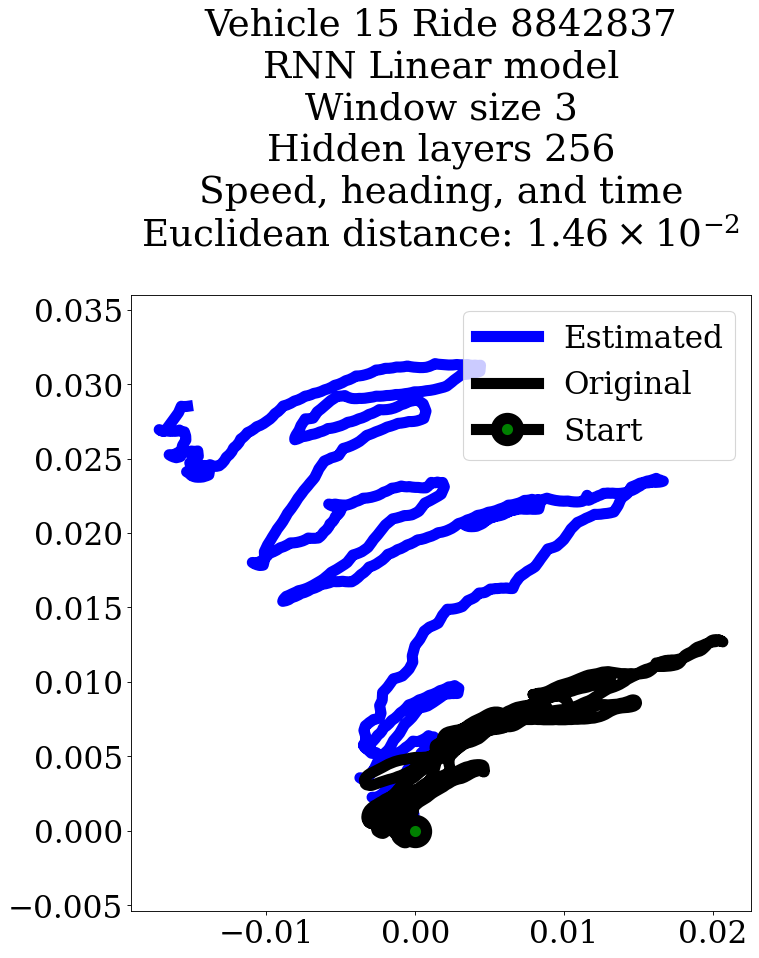 Vehicle 15 Ride 8842837
RNN Linear model
Window size 3
Hidden layers 256
Speed, heading, and time
Euclidean distance: 1.46 × 10⁻²
0.035
0.030
0.025
0.020
0.015
0.010
0.005
0.000
−0.005
Estimated
Original
Start
−0.01 0.00 0.01 0.02